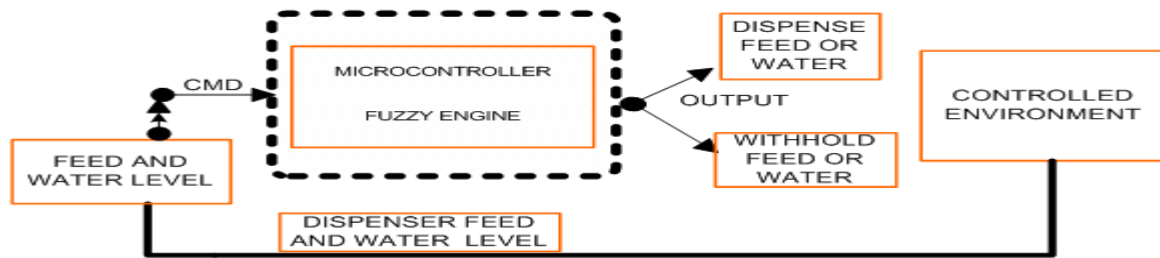 FEED AND
WATER LEVEL
CMD
MICROCONTROLLER
FUZZY ENGINE
OUTPUT
DISPENSE
FEED OR
WATER
WITHHOLD
FEED OR
WATER
CONTROLLED
ENVIRONMENT
DISPENSER FEED
AND WATER LEVEL